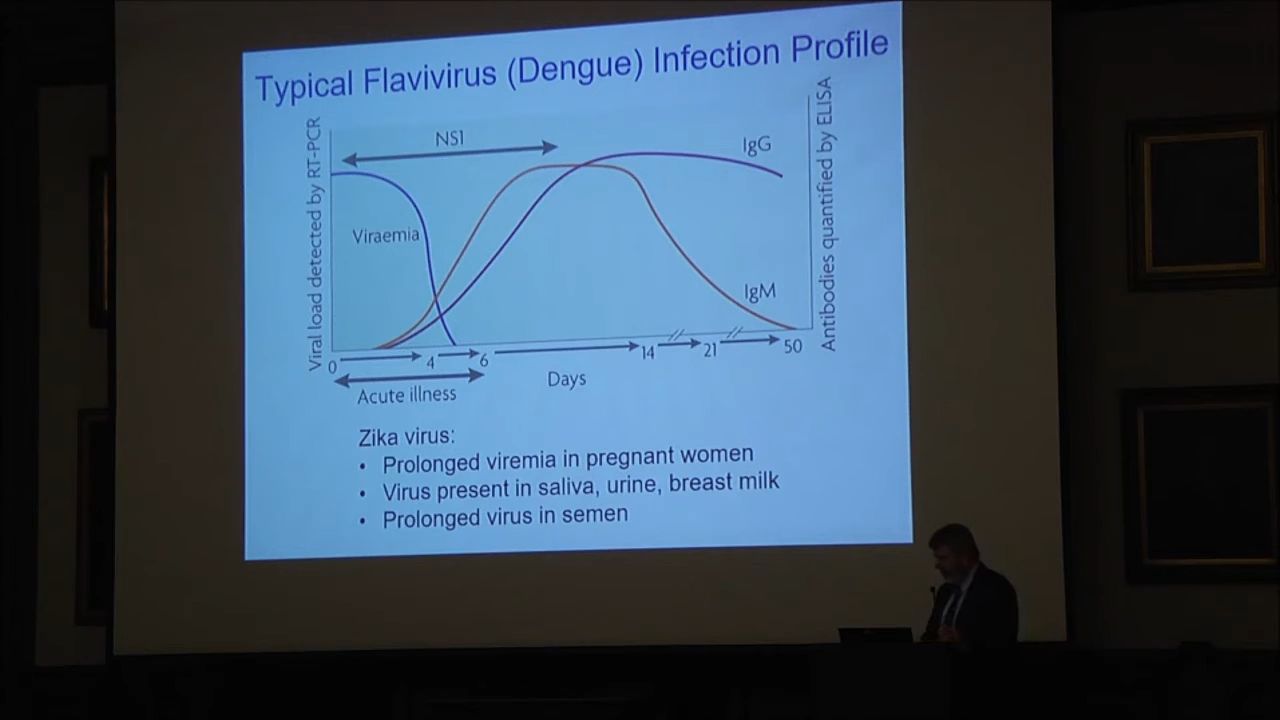 Typical Flavivirus (Dengue) Infection Profile
Viral load detected by RT-PCR
NS1
IgG
Viraemia
IgM
Antibodies quantified by ELISA
0 4 6 14 21 50
Acute illness
Days
Zika virus:
• Prolonged viremia in pregnant women
• Virus present in saliva, urine, breast milk
• Prolonged virus in semen